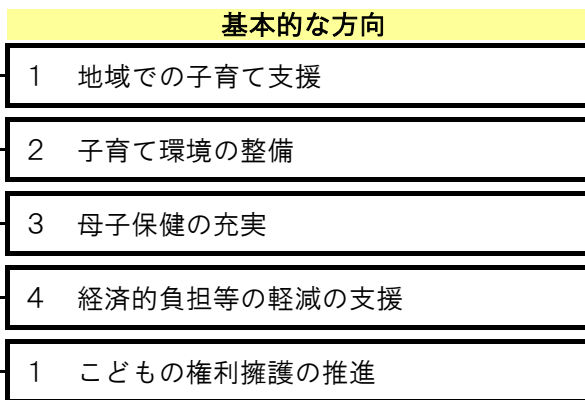 基本的な方向
1　地域での子育て支援
2　子育て環境の整備
3　母子保健の充実
4　経済的負担等の軽減の支援
1　こどもの権利擁護の推進